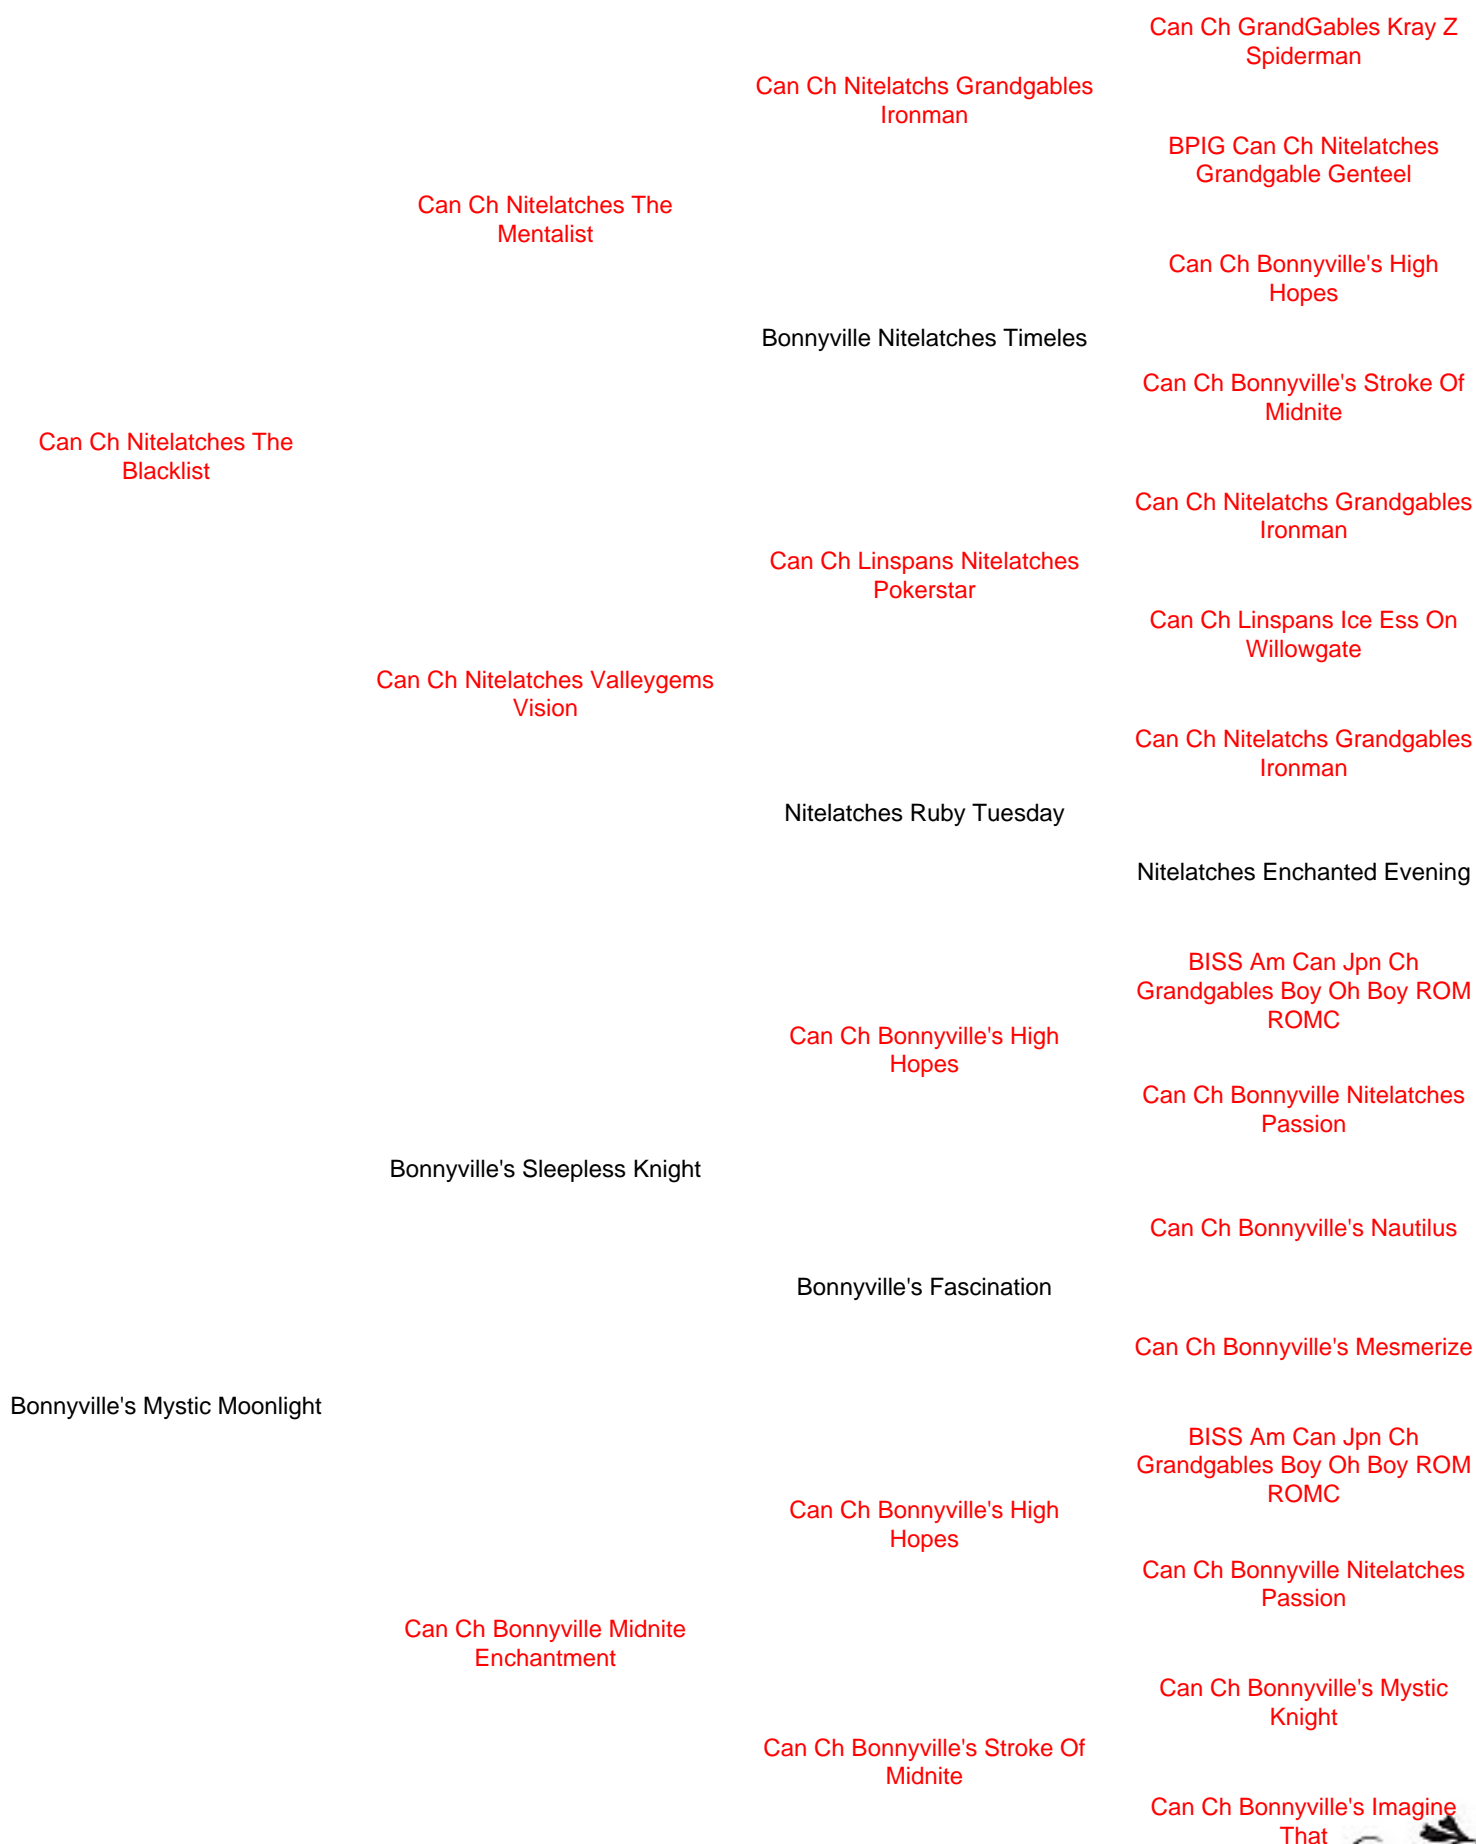 Can Ch GrandGables Kray Z
Spiderman
Can Ch Nitelatchs Grandgables
Ironman
BPIG Can Ch Nitelatches
Grandgable Genteel
Can Ch Nitelatches The
Mentalist
Can Ch Bonnyville's High
Hopes
Bonnyville Nitelatches Timeles
Can Ch Bonnyville's Stroke Of
Midnite
Can Ch Nitelatches The
Blacklist
Can Ch Nitelatchs Grandgables
Ironman
Can Ch Linspans Nitelatches
Pokerstar
Can Ch Linspans Ice Ess On
Willowgate
Can Ch Nitelatches Valleygems
Vision
Can Ch Nitelatchs Grandgables
Ironman
Nitelatches Ruby Tuesday
Nitelatches Enchanted Evening
BISS Am Can Jpn Ch
Grandgables Boy Oh Boy ROM
ROMC
Can Ch Bonnyville's High
Hopes
Can Ch Bonnyville Nitelatches
Passion
Bonnyville's Sleepless Knight
Can Ch Bonnyville's Nautilus
Bonnyville's Fascination
Can Ch Bonnyville's Mesmerize
Bonnyville's Mystic Moonlight
BISS Am Can Jpn Ch
Grandgables Boy Oh Boy ROM
ROMC
Can Ch Bonnyville's High
Hopes
Can Ch Bonnyville Nitelatches
Passion
Can Ch Bonnyville Midnite
Enchantment
Can Ch Bonnyville's Mystic
Knight
Can Ch Bonnyville's Stroke Of
Midnite
Can Ch Bonnyville's Imagine
That